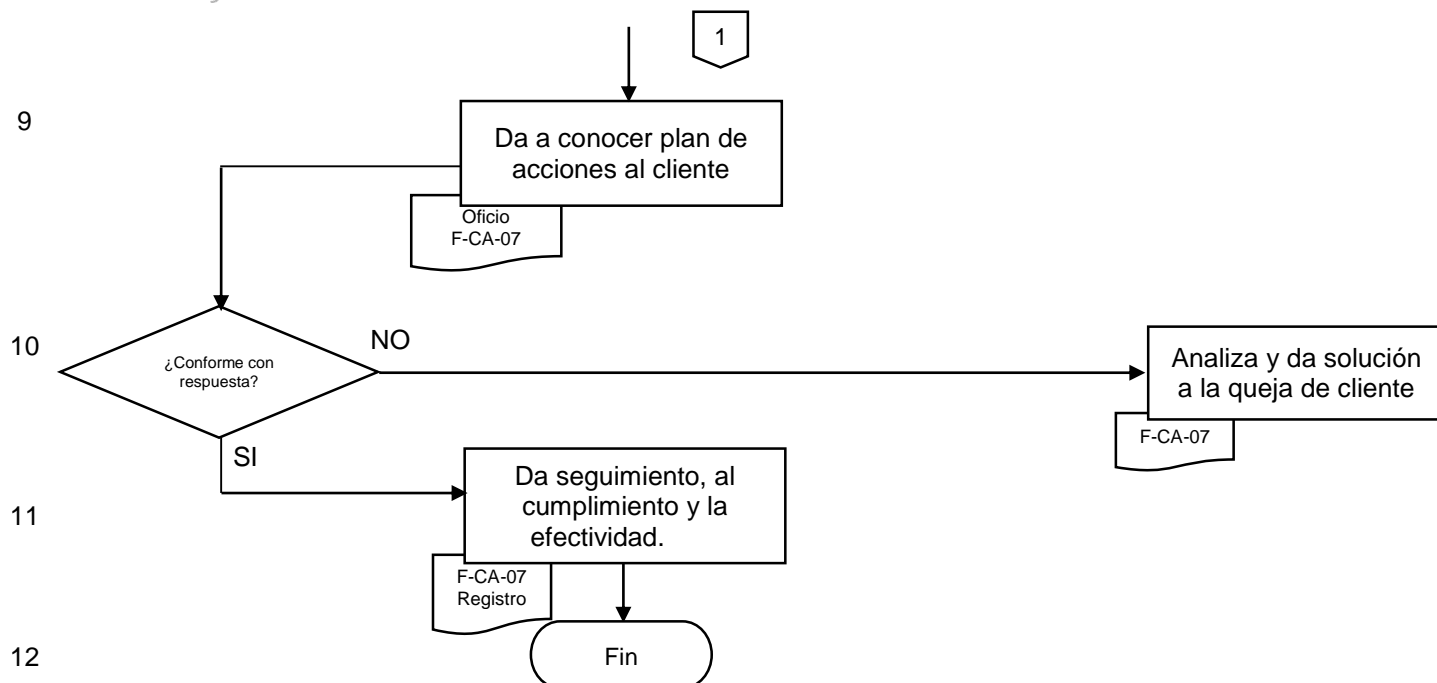 1
9
Da a conocer plan de
acciones al cliente
Oficio
F-CA-07
10
¿Conforme con
respuesta?
NO
Analiza y da solución
a la queja de cliente
F-CA-07
SI
11
Da seguimiento, al
cumplimiento y la
efectividad.
F-CA-07
Registro
12
Fin